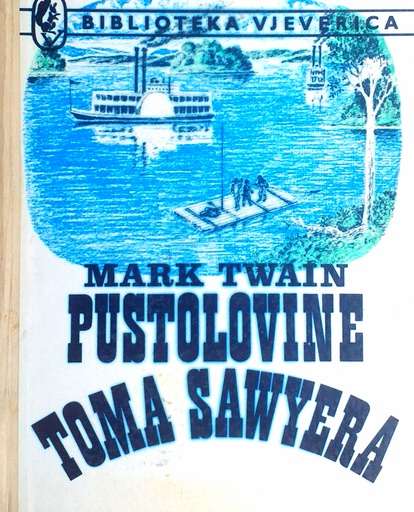 BIBLIOTEKA VJEVERICA
MARK TWAIN
PUSTOLOVINE
TOMA SAWYERA